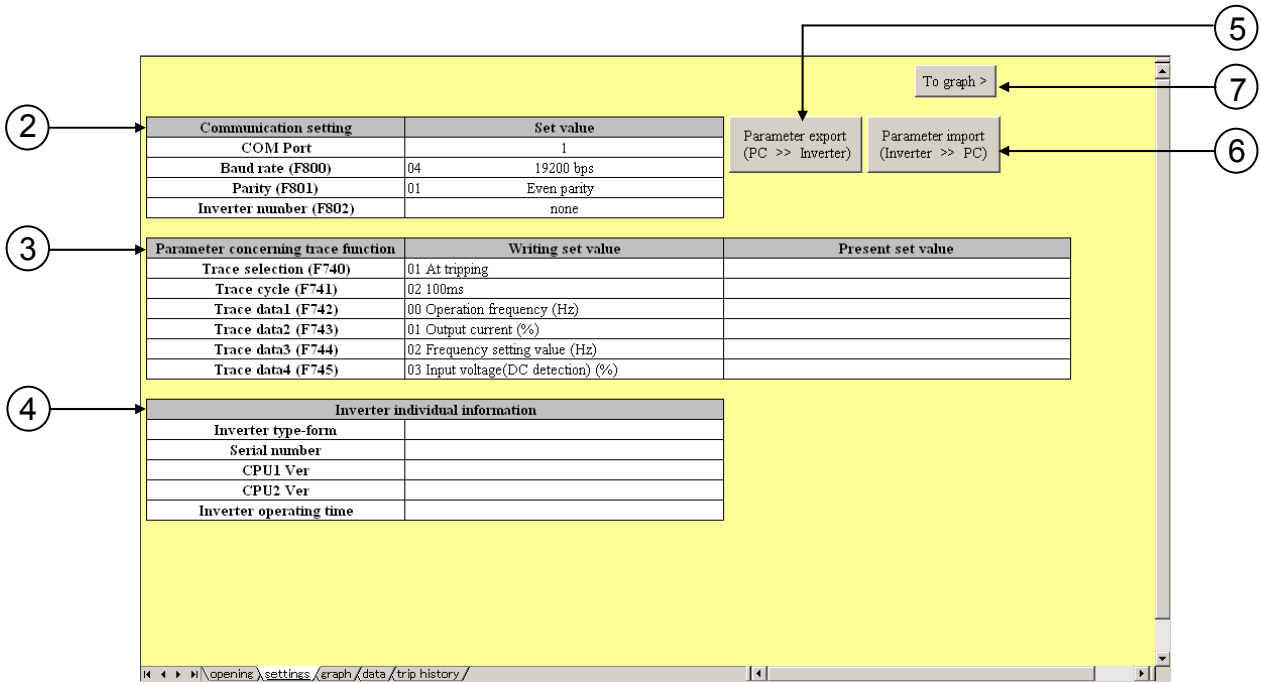 5
To graph >
7
2
Communication setting Set value
Parameter export
(PC >> Inverter)
Parameter import
(Inverter >> PC)
6
COM Port 1
Baud rate (F800) 04 19200 bps
Parity (F801) 01 Even parity
Inverter number (F802) none
3
Parameter concerning trace function Writing set value Present set value
Trace selection (F740) 01 At tripping
Trace cycle (F741) 02 100ms
Trace data1 (F742) 00 Operation frequency (Hz)
Trace data2 (F743) 01 Output current (%)
Trace data3 (F744) 02 Frequency setting value (Hz)
Trace data4 (F745) 03 Input voltage(DC detection) (%)
4
Inverter individual information
Inverter type-form
Serial number
CPU1 Ver
CPU2 Ver
Inverter operating time
opening settings graph data trip history